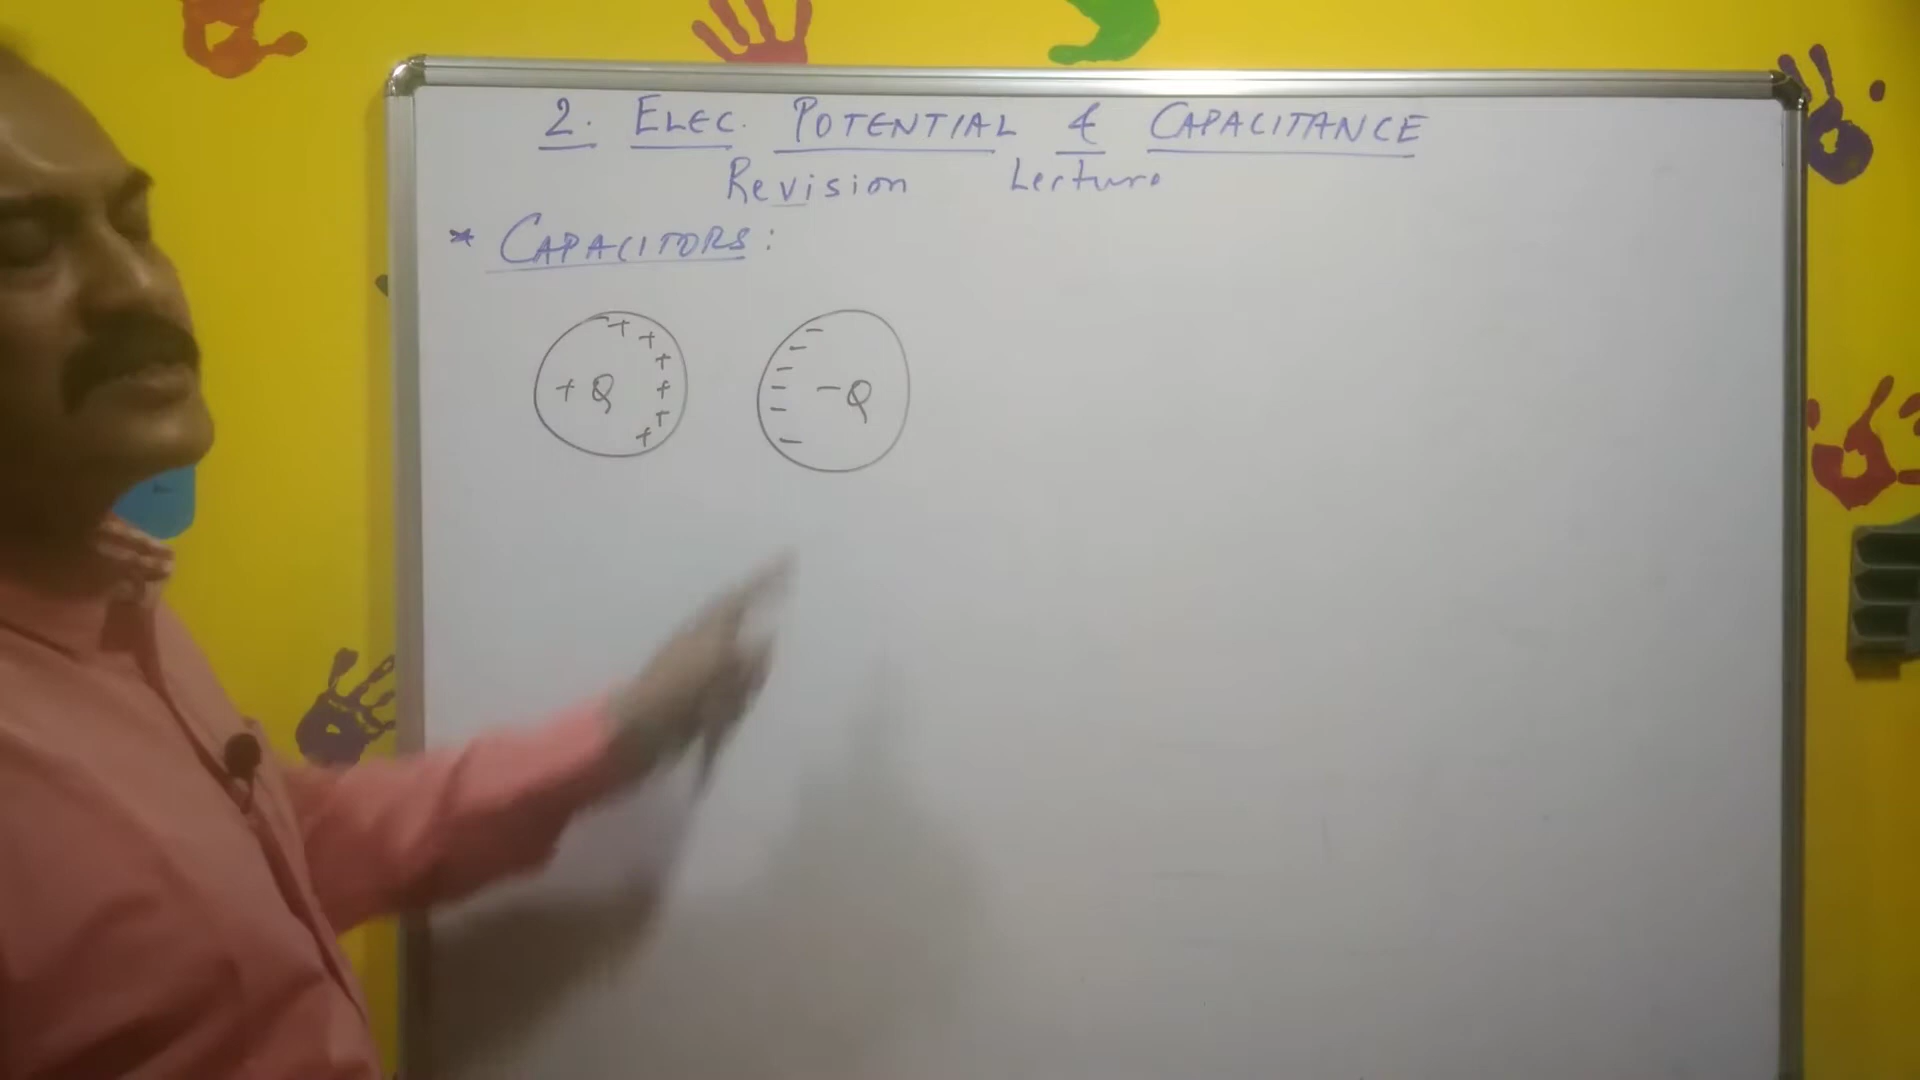 2. ELEC. POTENTIAL & CAPACITANCE
Revision Lecture
* CAPACITORS:
+Q + + + + + +
- - - - - - -Q